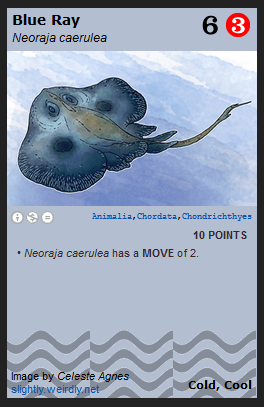 Blue Ray
6 3
Neoraja caerulea
Animalia,Chordata,Chondrichthyes
10 POINTS
• Neoraja caerulea has a MOVE of 2.
Image by Celeste Agnes
slightly.weirdly.net
Cold, Cool